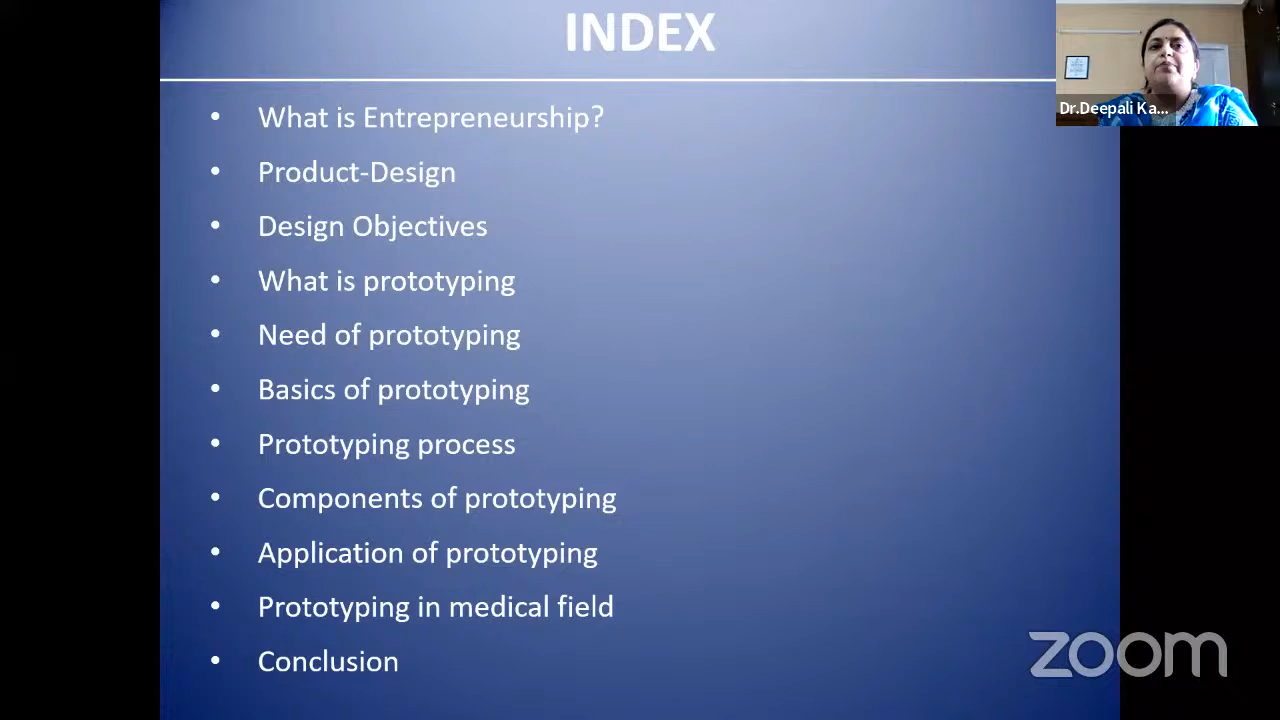 INDEX
Dr.Deepali Ka...
• What is Entrepreneurship?
• Product-Design
• Design Objectives
• What is prototyping
• Need of prototyping
• Basics of prototyping
• Prototyping process
• Components of prototyping
• Application of prototyping
• Prototyping in medical field
• Conclusion
zoom